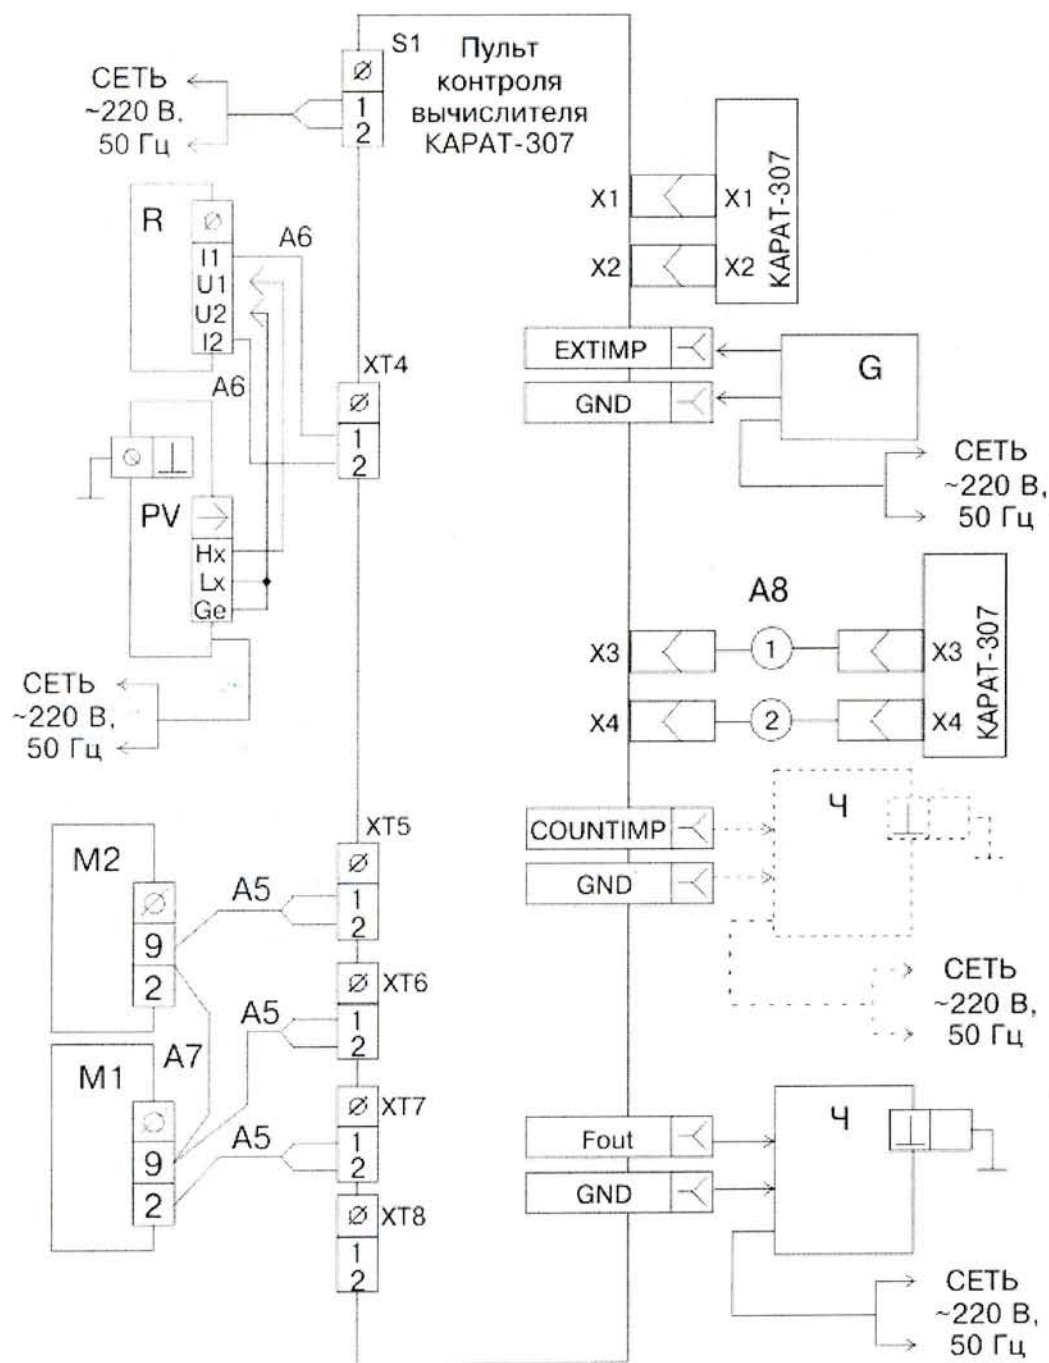 S1
Пульт
контроля
вычислителя
КАРАТ-307
СЕТЬ
~220 В,
50 Гц
1
2
R
I1
U1
U2
I2
A6
A6
XT4
1
2
PV
Hx
Lx
Ge
СЕТЬ
~220 В,
50 Гц
X1
X1
X2
X2
КАРАТ-307
EXTIMP
GND
G
СЕТЬ
~220 В,
50 Гц
A8
X3
1
X3
X4
2
X4
КАРАТ-307
COUNTIMP
GND
Ч
СЕТЬ
~220 В,
50 Гц
M2
9
2
A5
XT5
1
2
A5
XT6
1
2
A7
M1
9
2
A5
XT7
1
2
XT8
1
2
Fout
GND
Ч
СЕТЬ
~220 В,
50 Гц